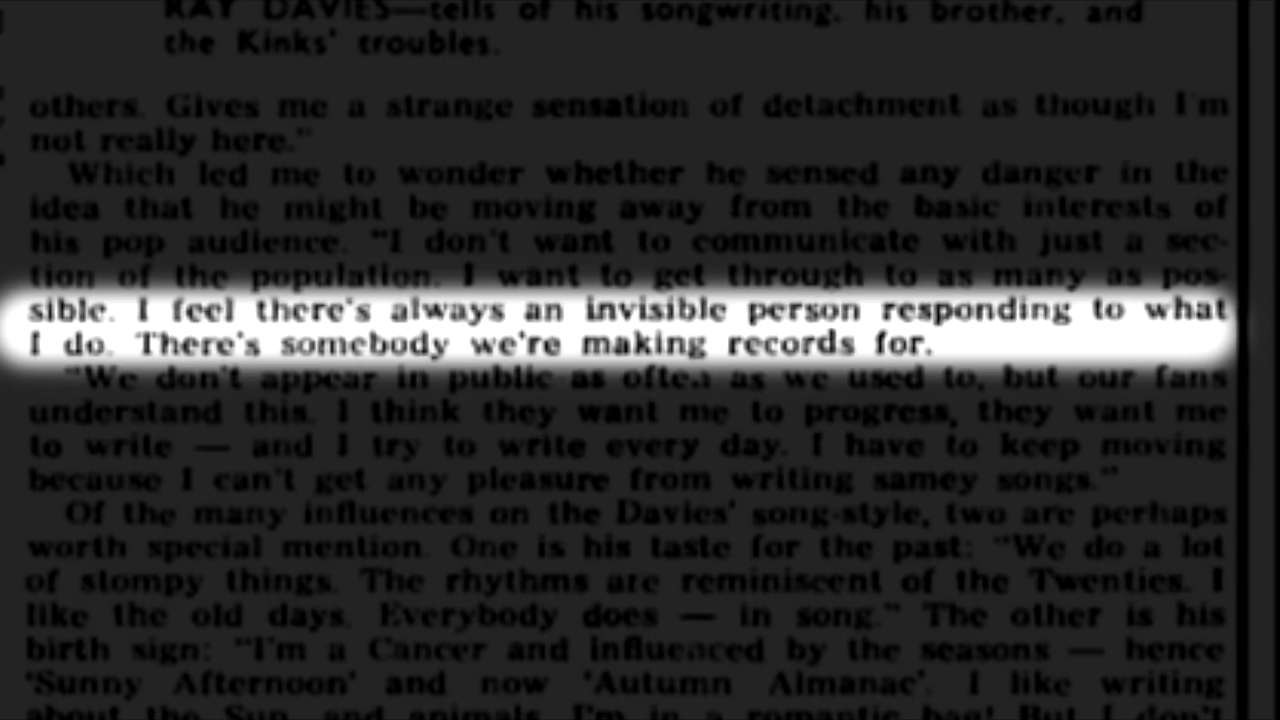 RAY DAVIES—tells of his songwriting, his brother, and
the Kinks' troubles.
others. Gives me a strange sensation of detachment as though I'm
not really here."
Which led me to wonder whether he sensed any danger in the
idea that he might be moving away from the basic interests of
his pop audience. "I don't want to communicate with just a sec-
tion of the population. I want to get through to as many as pos-
sible. I feel there's always an invisible person responding to what
I do. There's somebody we're making records for.
"We don't appear in public as often as we used to, but our fans
understand this. I think they want me to progress, they want me
to write — and I try to write every day. I have to keep moving
because I can't get any pleasure from writing samey songs."
Of the many influences on the Davies' song-style, two are perhaps
worth special mention. One is his taste for the past: "We do a lot
of stompy things. The rhythms are reminiscent of the Twenties. I
like the old days. Everybody does — in song." The other is his
birth sign: "I'm a Cancer and influenced by the seasons — hence
'Sunny Afternoon' and now 'Autumn Almanac'. I like writing
about the Sun, and animals. I'm in a romantic bag! But I don't